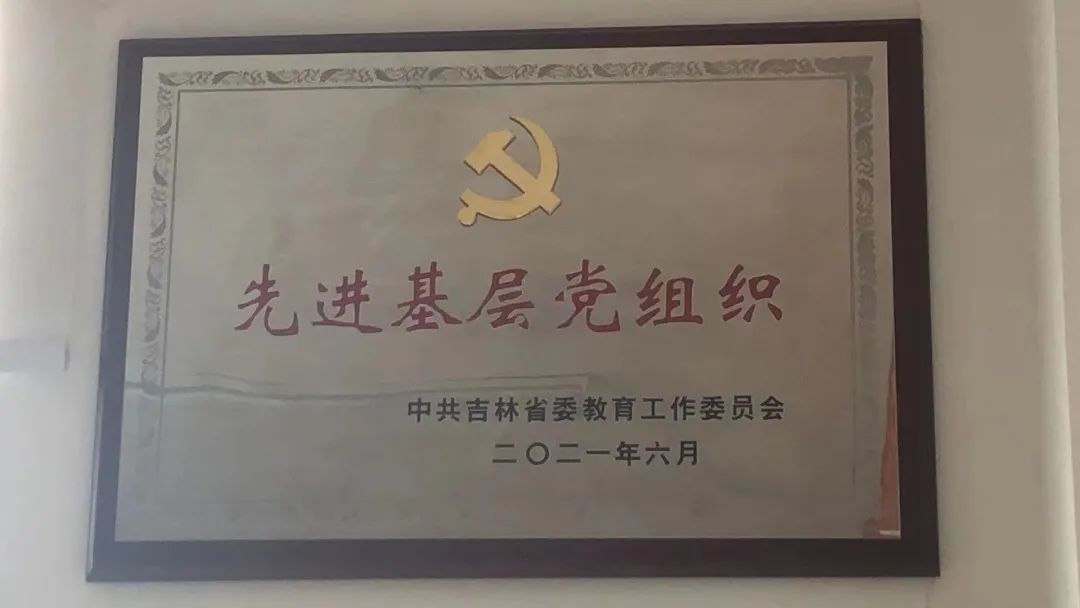 先进基层党组织
中共吉林省委教育工作委员会
二〇二一年六月